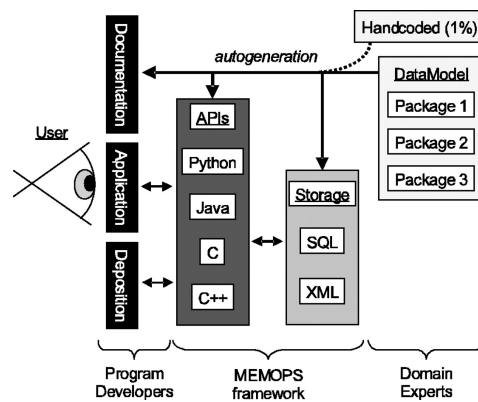 Handcoded (1%)
autogeneration
Documentation
DataModel
Package 1
Package 2
Package 3
User
APIs
Python
Java
C
C++
Application
Storage
SQL
XML
Deposition
Program
Developers
MEMOPS
framework
Domain
Experts